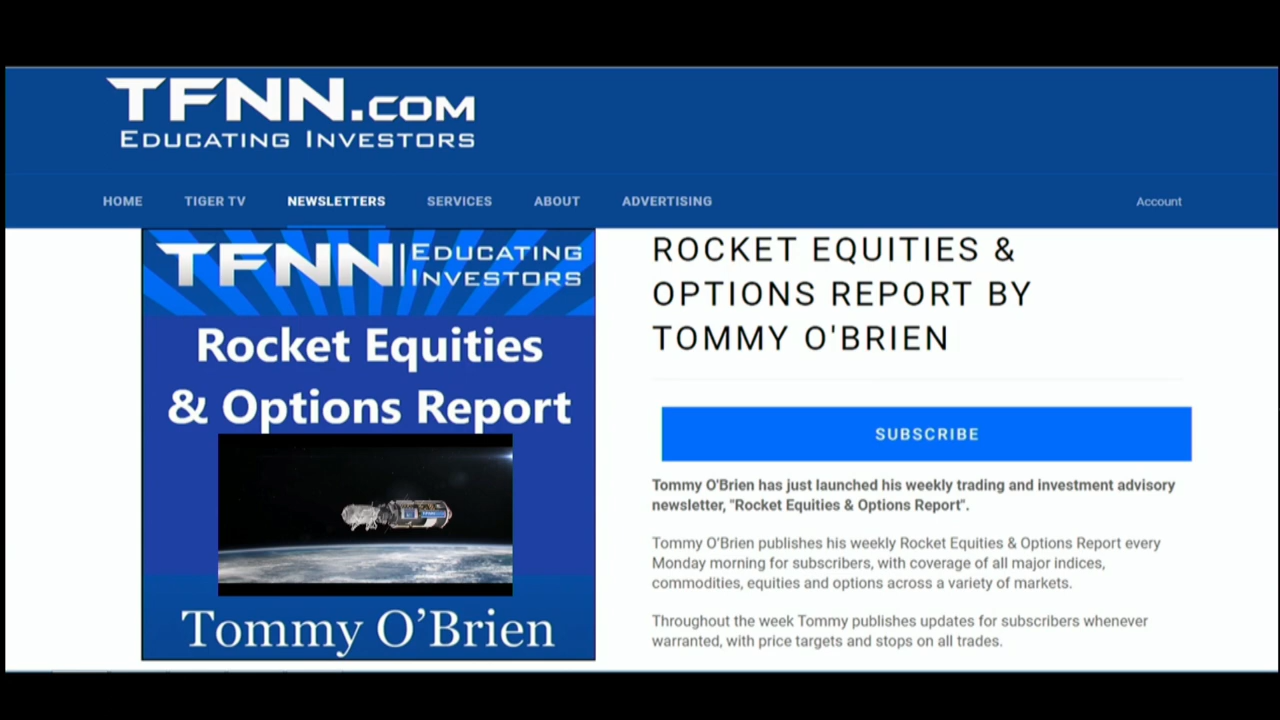 TFNN.COM
EDUCATING INVESTORS
HOME TIGER TV NEWSLETTERS SERVICES ABOUT ADVERTISING Account
TFNN EDUCATING
INVESTORS
Rocket Equities
& Options Report
Tommy O’Brien
ROCKET EQUITIES &
OPTIONS REPORT BY
TOMMY O'BRIEN
SUBSCRIBE
Tommy O'Brien has just launched his weekly trading and investment advisory
newsletter, "Rocket Equities & Options Report".
Tommy O'Brien publishes his weekly Rocket Equities & Options Report every
Monday morning for subscribers, with coverage of all major indices,
commodities, equities and options across a variety of markets.
Throughout the week Tommy publishes updates for subscribers whenever
warranted, with price targets and stops on all trades.